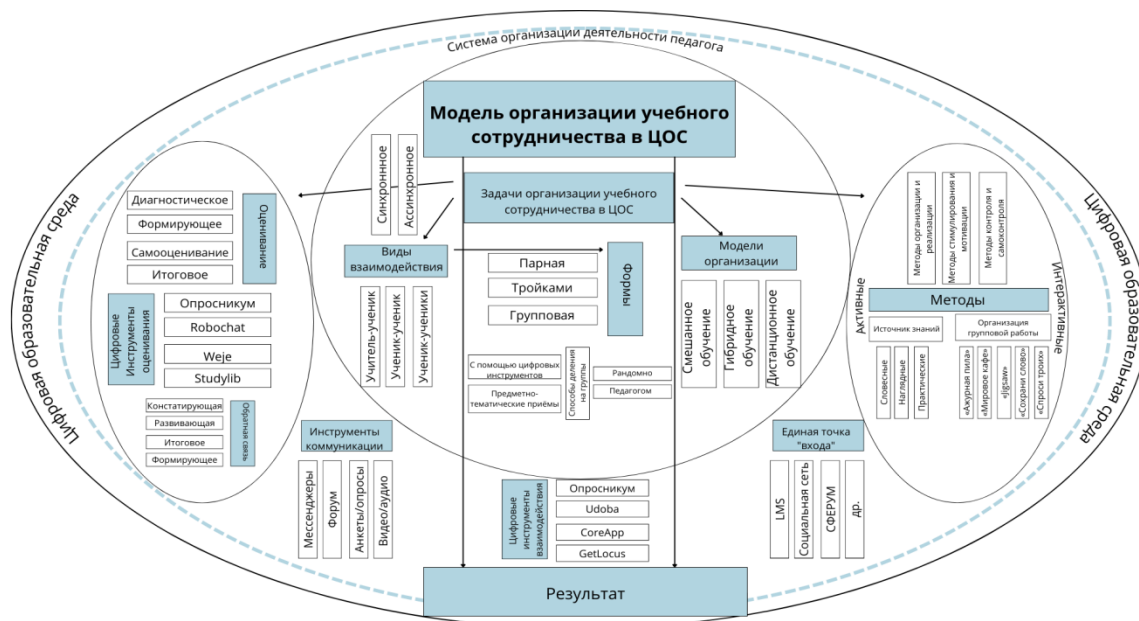 Система организации деятельности педагога
Цифровая образовательная среда
Цифровая образовательная среда
Модель организации учебного
сотрудничества в ЦОС
Задачи организации учебного
сотрудничества в ЦОС
Синхронное
Ассинхронное
Виды
взаимодействия
Учитель-ученик
Ученик-ученик
Ученик-ученики
Парная
Тройками
Групповая
Формы
С помощью цифровых
инструментов
Предметно-
тематические приёмы
Способы деления
на группы
Рандомно
Педагогом
Модели
организации
Смешанное
обучение
Гибридное
обучение
Дистанционное
обучение
Диагностическое
Формирующее
Самооценивание
Итоговое
Оценивание
Цифровые
Инструменты
оценивания
Опросникум
Robochat
Weje
Studylib
Констатирующая
Развивающая
Итоговое
Формирующее
Обратная связь
Методы организации и
реализации
Методы стимулирования и
мотивации
Методы контроля и
самоконтроля
Активные
Интерактивные
Методы
Источник знаний
Организация
групповой работы
Словесные
Наглядные
Практические
«Ажурная пила»
«Мировое кафе»
«Jigsaw»
«Сохрани слово»
«Спроси троих»
Инструменты
коммуникации
Мессенджеры
Форум
Анкеты/опросы
Видео/аудио
Цифровые
инструменты
взаимодействия
Опросникум
Udoba
CoreApp
GetLocus
Единая точка
"входа"
LMS
Социальная сеть
СФЕРУМ
др.
Результат